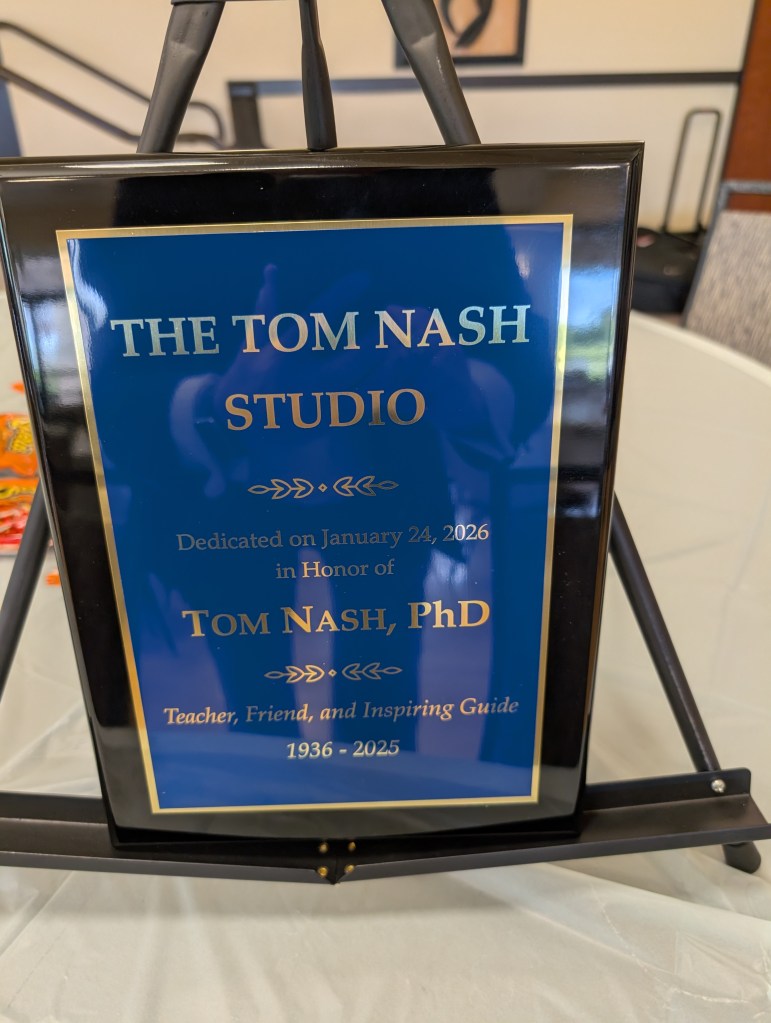 THE TOM NASH
STUDIO
Dedicated on January 24, 2026
in Honor of
TOM NASH, PhD
Teacher, Friend, and Inspiring Guide
1936 - 2025